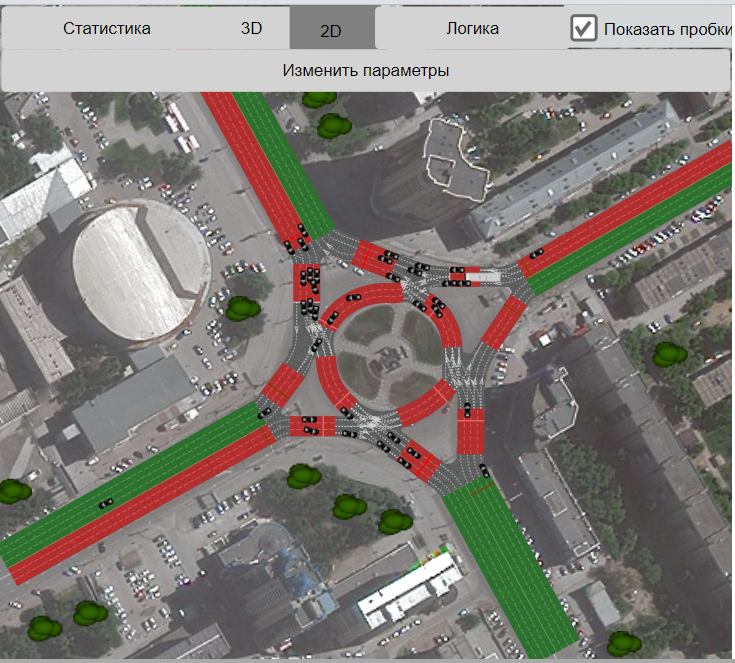 Статистика 3D 2D Логика Показать пробки
Изменить параметры